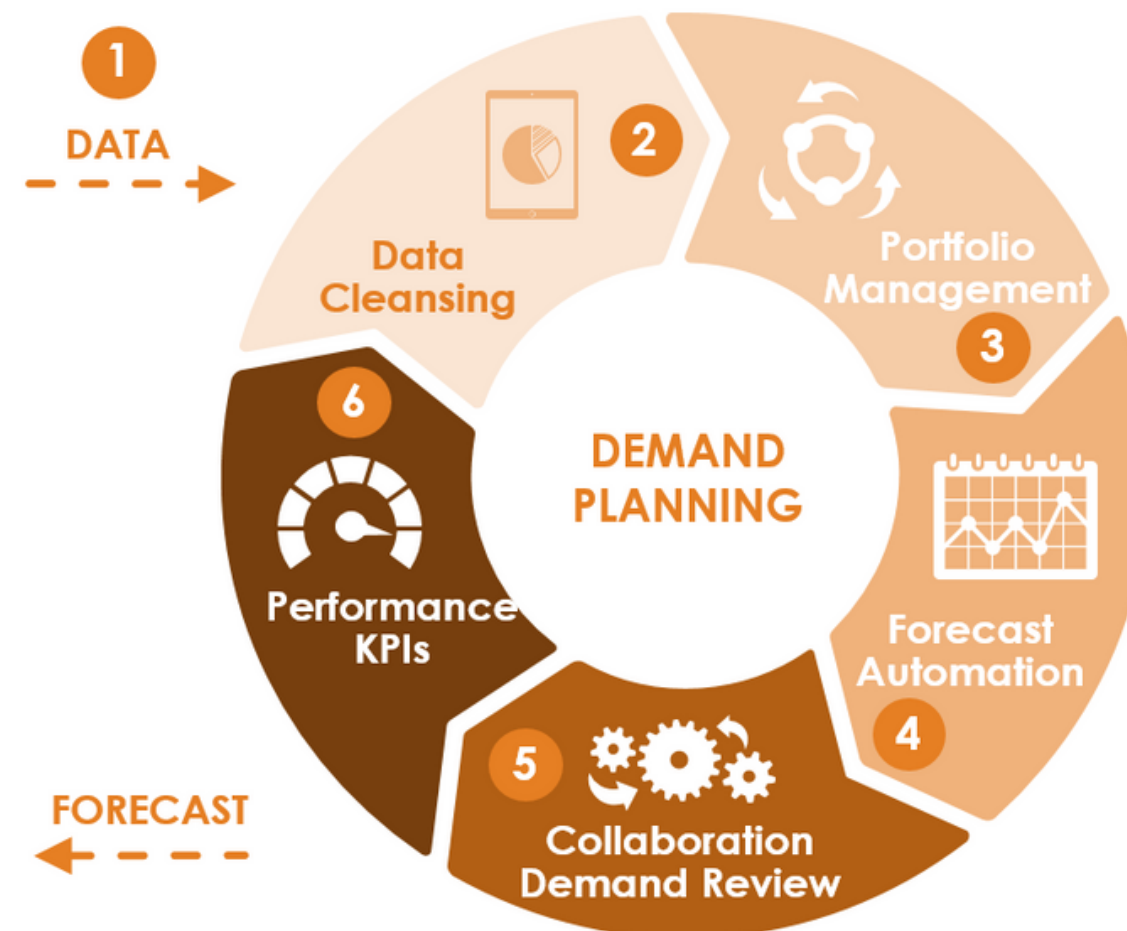 1
DATA
2
Data
Cleansing
Portfolio
Management
3
DEMAND
PLANNING
Forecast
Automation
4
5
Collaboration
Demand Review
6
Performance
KPIs
FORECAST